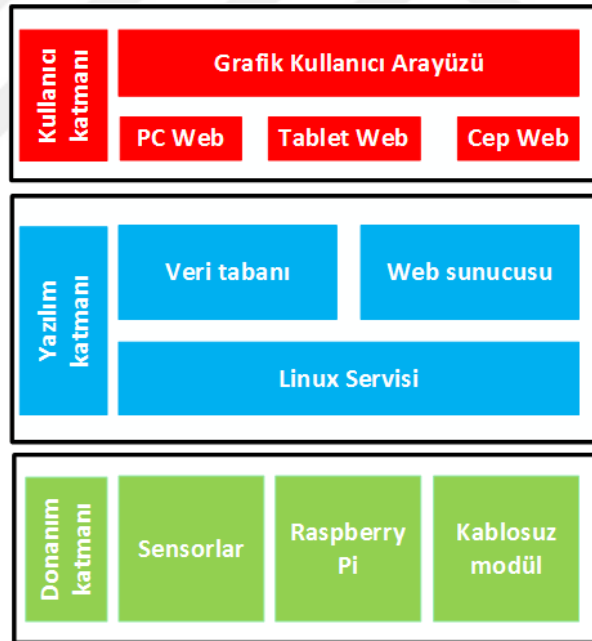 Kullanıcı
katmanı
Grafik Kullanıcı Arayüzü
PC Web
Tablet Web
Cep Web
Yazılım
katmanı
Veri tabanı
Web sunucusu
Linux Servisi
Donanım
katmanı
Sensorlar
Raspberry
Pi
Kablosuz
modül